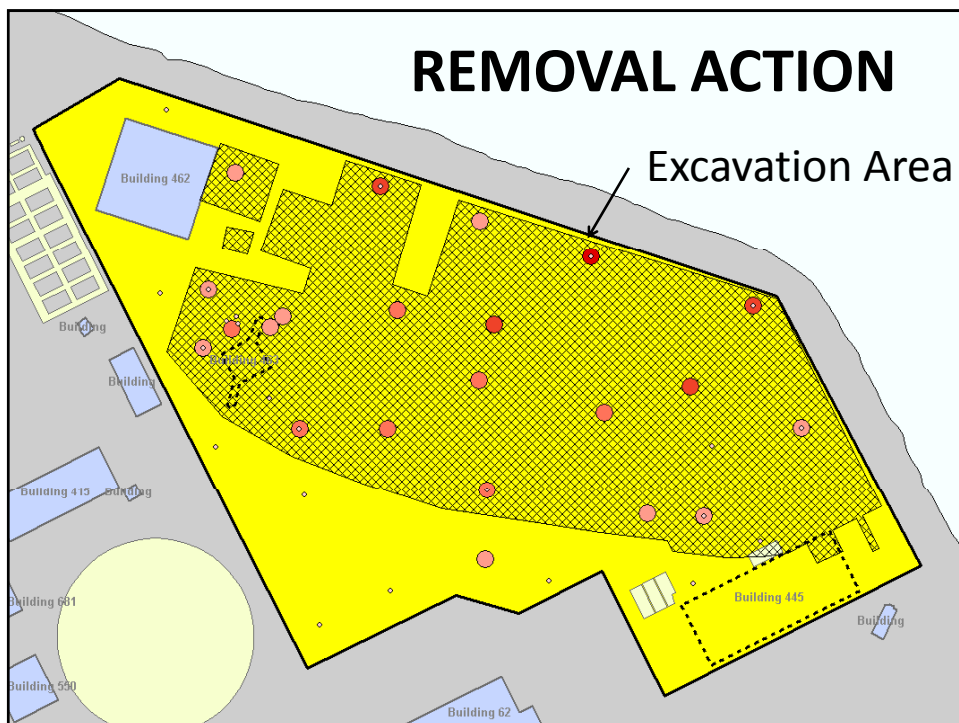 REMOVAL ACTION
Excavation Area
Building 462
Building
Building
Building 415
Building
Building 681
Building 550
Building 62
Building 445
Building